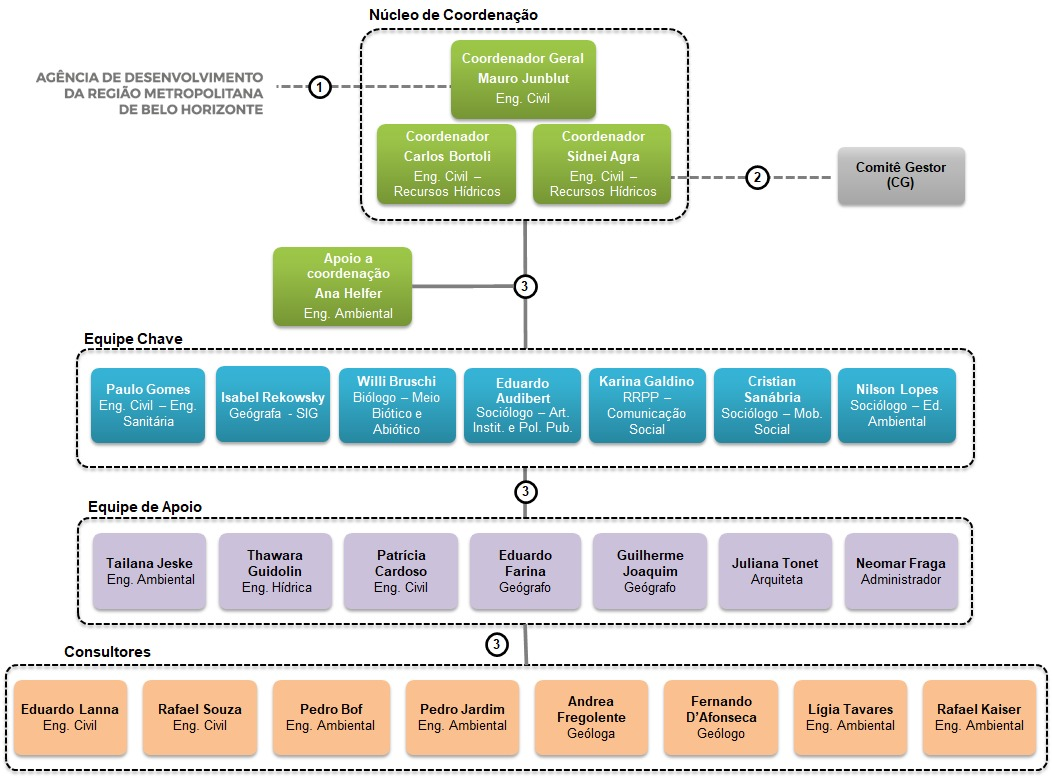 Núcleo de Coordenação
Coordenador Geral
Mauro Junblut
Eng. Civil
AGÊNCIA DE DESENVOLVIMENTO
DA REGIÃO METROPOLITANA
DE BELO HORIZONTE
1
Coordenador
Carlos Bortoli
Eng. Civil –
Recursos Hídricos
Coordenador
Sidnei Agra
Eng. Civil –
Recursos Hídricos
2
Comitê Gestor
(CG)
Apoio a
coordenação
Ana Helfer
Eng. Ambiental
3
Equipe Chave
Paulo Gomes
Eng. Civil – Eng.
Sanitária
Isabel Rekowsky
Geógrafa - SIG
Willi Bruschi
Biólogo – Meio
Biótico e
Abiótico
Eduardo
Audibert
Sociólogo – Art.
Instit. e Pol. Pub.
Karina Galdino
RRPP –
Comunicação
Social
Cristian
Sanábria
Sociólogo – Mob.
Social
Nilson Lopes
Sociólogo – Ed.
Ambiental
3
Equipe de Apoio
Tailana Jeske
Eng. Ambiental
Thawara
Guidolin
Eng. Hídrica
Patrícia
Cardoso
Eng. Civil
Eduardo
Farina
Geógrafo
Guilherme
Joaquim
Geógrafo
Juliana Tonet
Arquiteta
Neomar Fraga
Administrador
3
Consultores
Eduardo Lanna
Eng. Civil
Rafael Souza
Eng. Civil
Pedro Bof
Eng. Ambiental
Pedro Jardim
Eng. Ambiental
Andrea
Fregolente
Geóloga
Fernando
D'Afonseca
Geólogo
Lígia Tavares
Eng. Ambiental
Rafael Kaiser
Eng. Ambiental